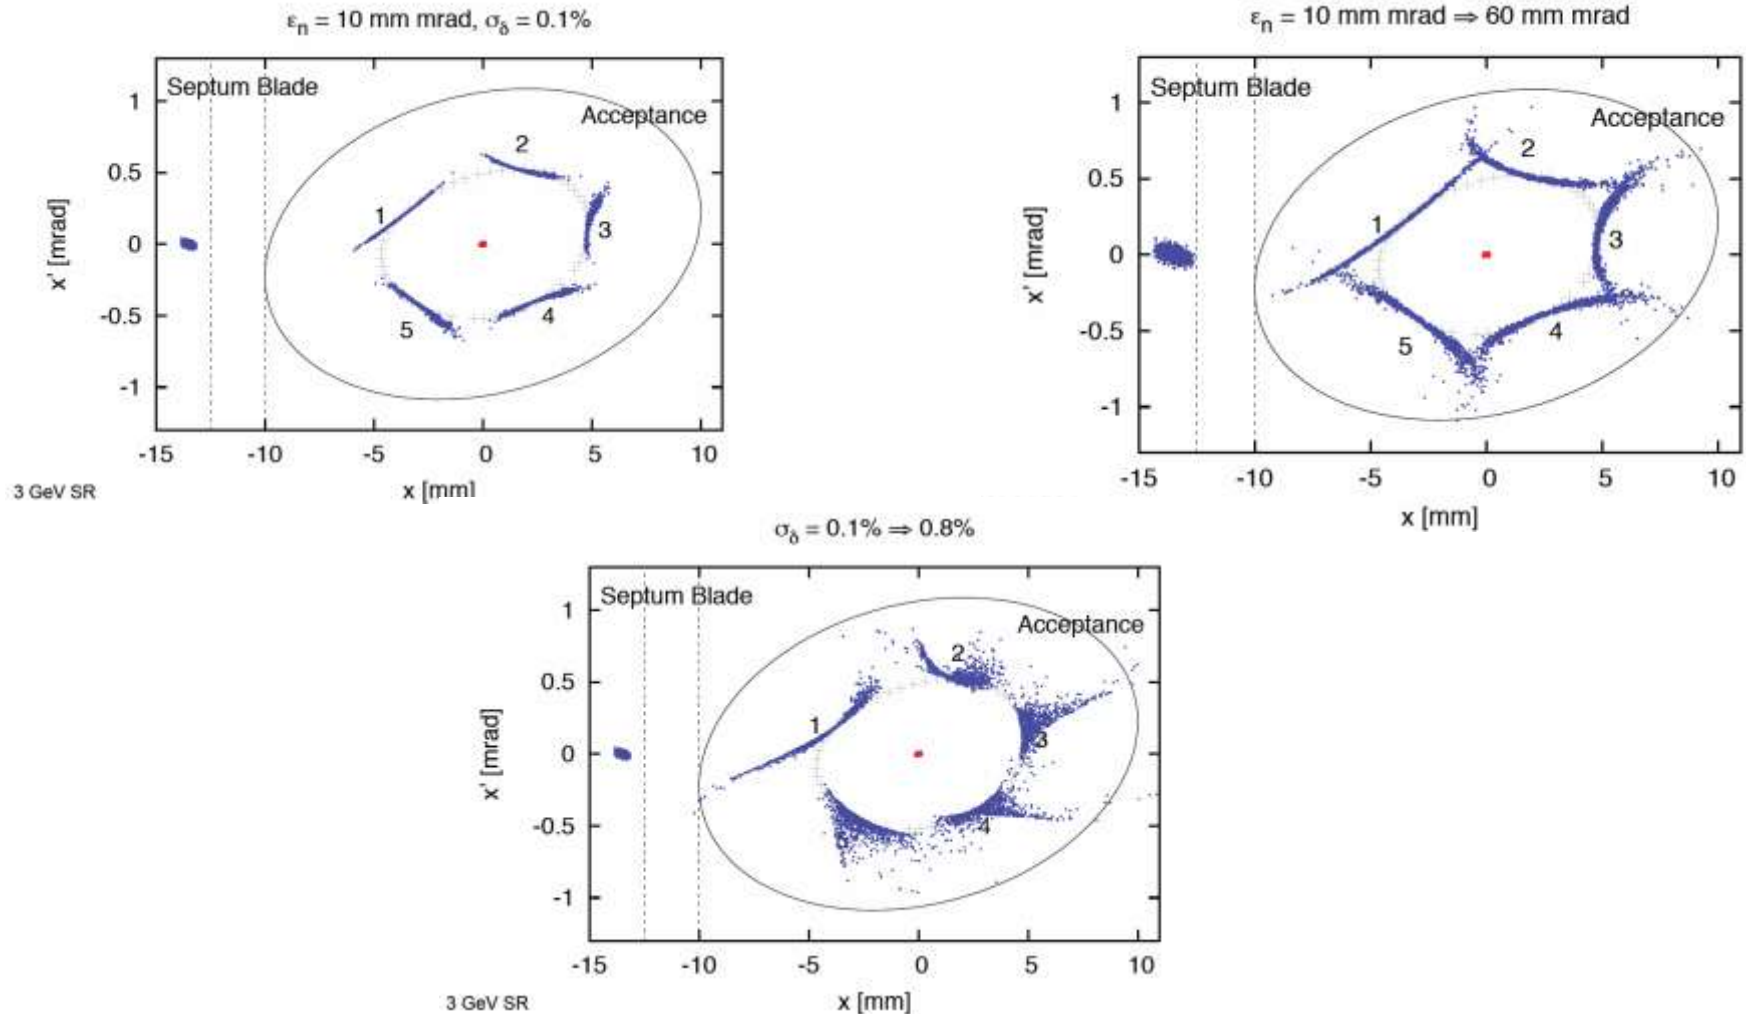 εn = 10 mm mrad, σδ = 0.1%
Septum Blade
Acceptance
1
0.5
0
-0.5
-1
x' [mrad]
1
2
3
4
5
-15 -10 -5 0 5 10
x [mm]
3 GeV SR
εn = 10 mm mrad ⇒ 60 mm mrad
Septum Blade
Acceptance
1
0.5
0
-0.5
-1
x' [mrad]
1
2
3
4
5
-15 -10 -5 0 5 10
x [mm]
σδ = 0.1% ⇒ 0.8%
Septum Blade
Acceptance
1
0.5
0
-0.5
-1
x' [mrad]
1
2
3
4
-15 -10 -5 0 5 10
x [mm]
3 GeV SR